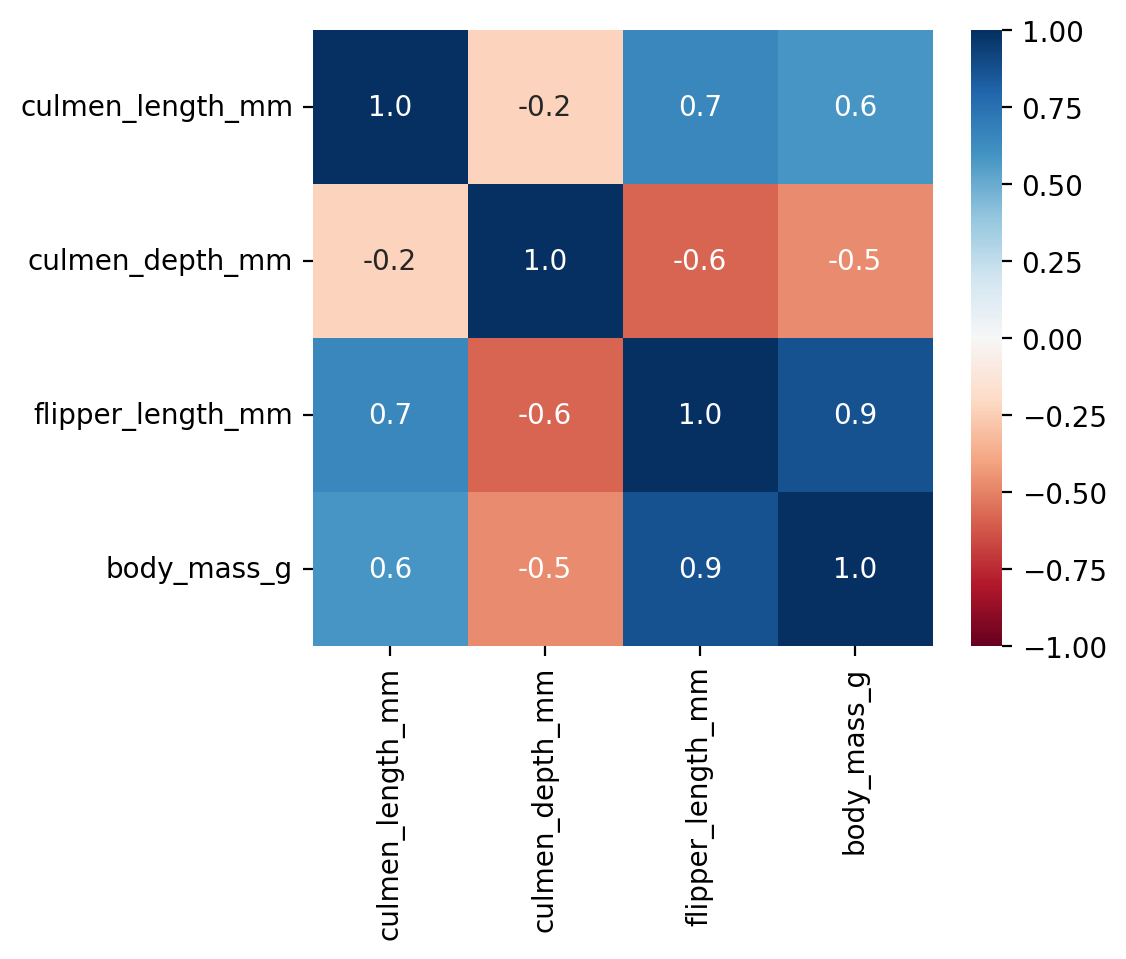 culmen_length_mm 1.0 -0.2 0.7 0.6
culmen_depth_mm -0.2 1.0 -0.6 -0.5
flipper_length_mm 0.7 -0.6 1.0 0.9
body_mass_g 0.6 -0.5 0.9 1.0
culmen_length_mm
culmen_depth_mm
flipper_length_mm
body_mass_g
1.00
0.75
0.50
0.25
0.00
−0.25
−0.50
−0.75
−1.00